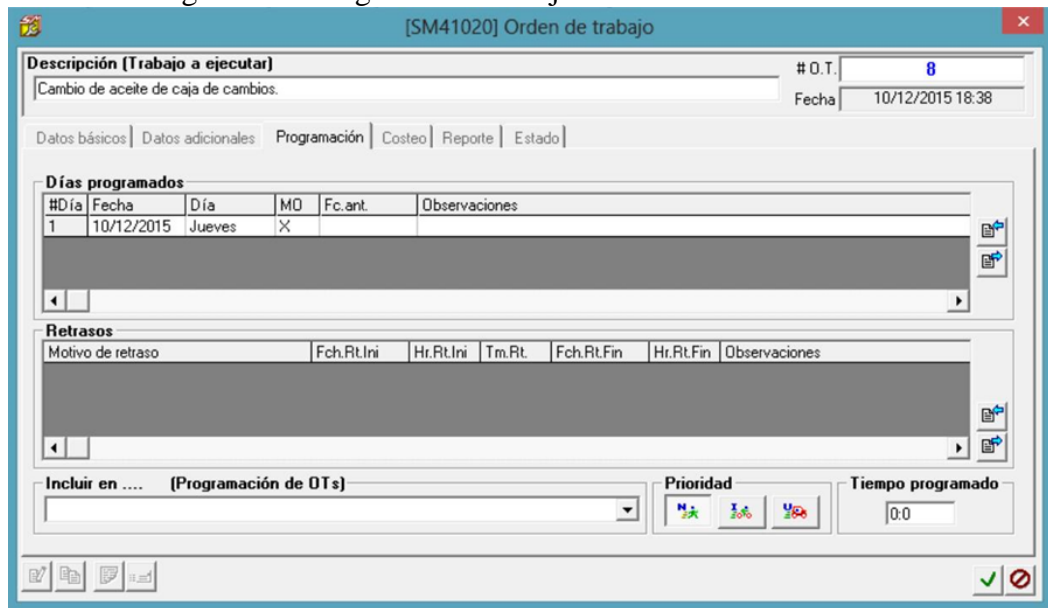 [SM41020] Orden de trabajo
Descripción (Trabajo a ejecutar)
# O.T. 8
Cambio de aceite de caja de cambios.
Fecha 10/12/2015 18:38
Datos básicos Datos adicionales Programación Costeo Reporte Estado
Días programados
#Día Fecha Día MO Fc.ant. Observaciones
1 10/12/2015 Jueves X
Retrasos
Motivo de retraso Fch.Rt.Ini Hr.Rt.Ini Tm.Rt. Fch.Rt.Fin Hr.Rt.Fin Observaciones
Incluir en .... (Programación de OTs) Prioridad Tiempo programado
N I U 0:0